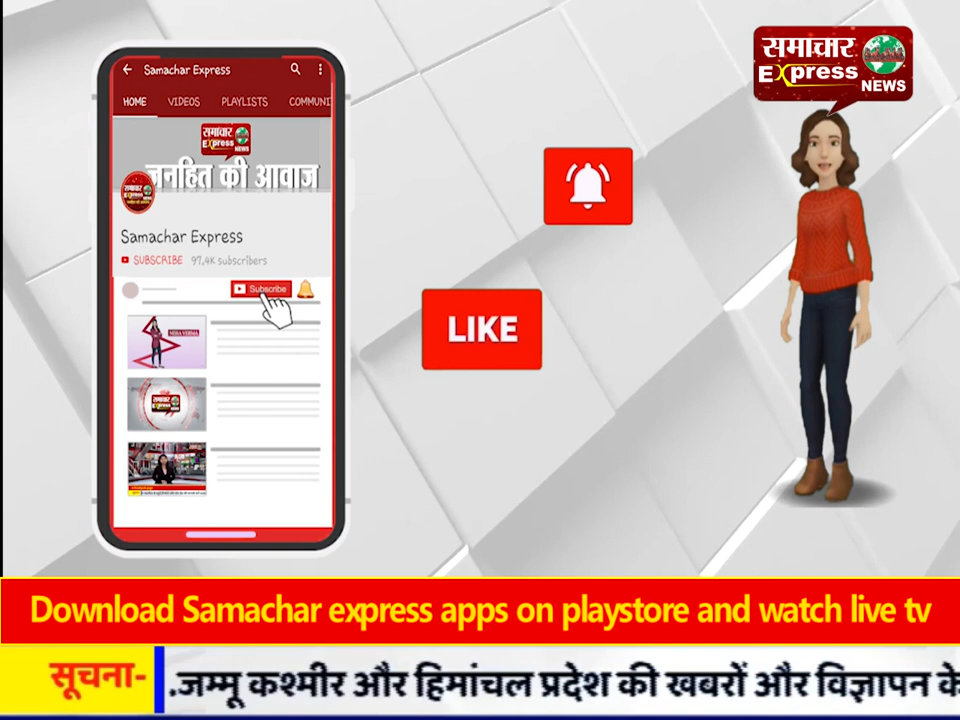 समाचार
Express
NEWS
Samachar Express
HOME VIDEOS PLAYLISTS COMMUNI
समाचार
Express
NEWS
जनहित की आवाज
Samachar Express
SUBSCRIBE 97.4K subscribers
Subscribe
NEHA VERMA
LIKE
Download Samachar express apps on playstore and watch live tv
सूचना- .जम्मू कश्मीर और हिमांचल प्रदेश की खबरों और विज्ञापन के